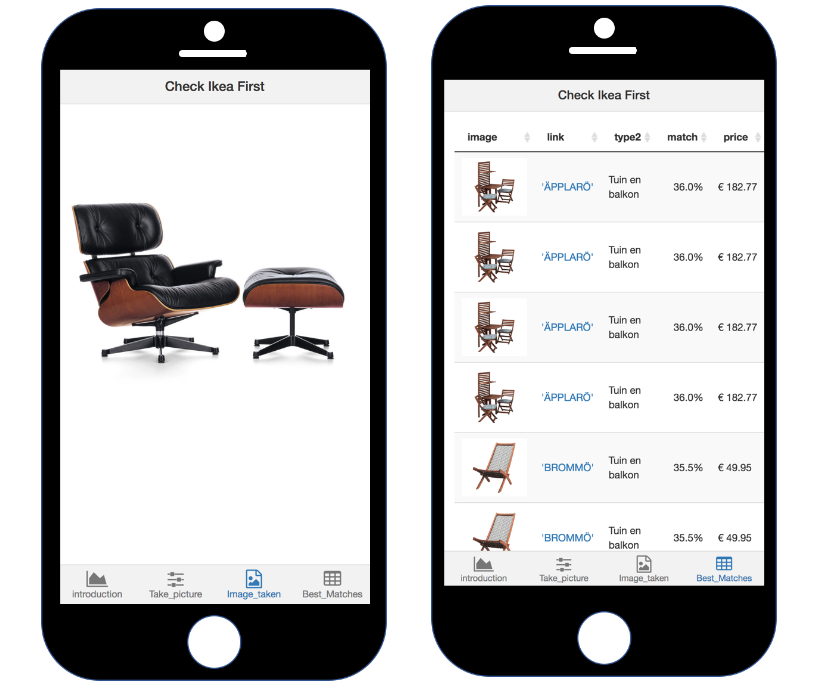 Check Ikea First
introduction
Take_picture
Image_taken
Best_Matches
Check Ikea First
image link type2 match price
'ÄPPLARÖ' Tuin en balkon 36.0% € 182.77
'ÄPPLARÖ' Tuin en balkon 36.0% € 182.77
'ÄPPLARÖ' Tuin en balkon 36.0% € 182.77
'ÄPPLARÖ' Tuin en balkon 36.0% € 182.77
'BROMMÖ' Tuin en balkon 35.5% € 49.95
'BROMMÖ' Tuin en balkon 35.5% € 49.95
introduction
Take_picture
Image_taken
Best_Matches